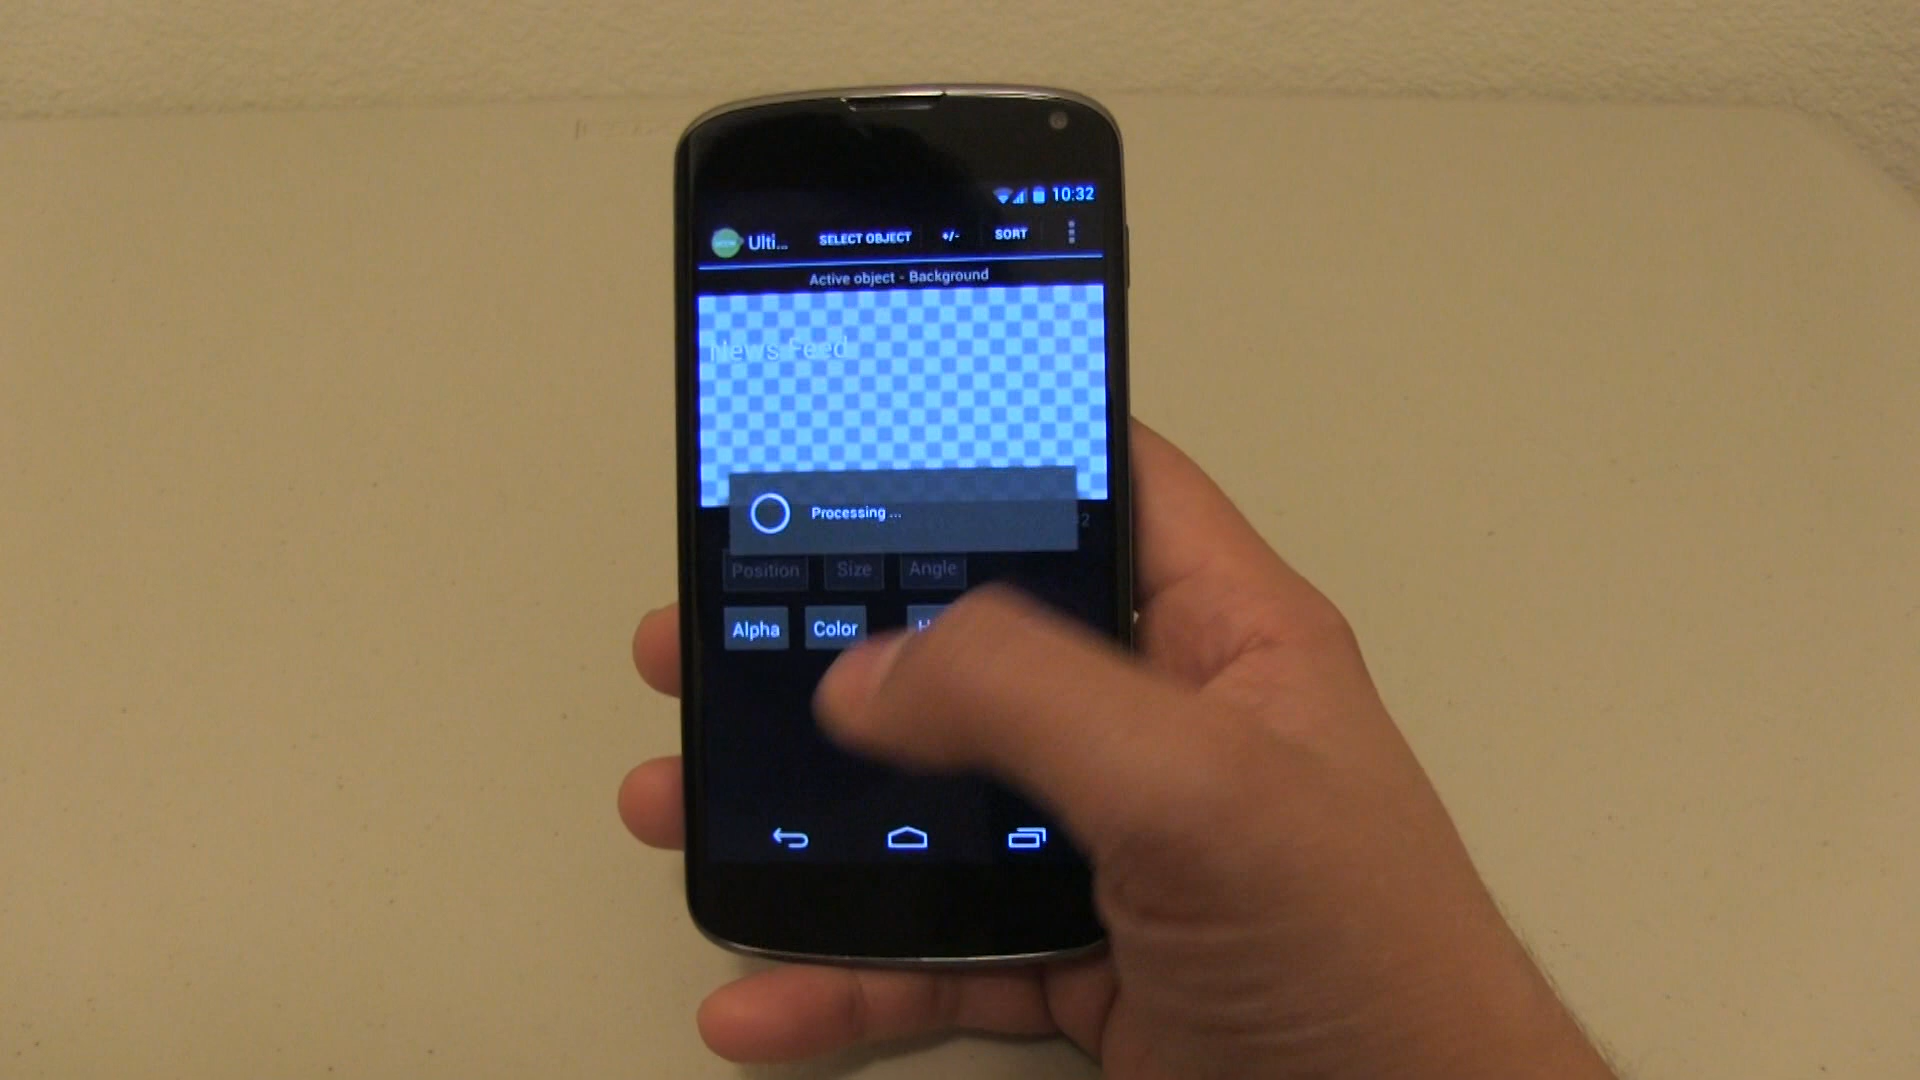 10:32
Ulti... SELECT OBJECT +/- SORT
Active object - Background
News Feed
Processing ...
Position Size Angle
Alpha Color